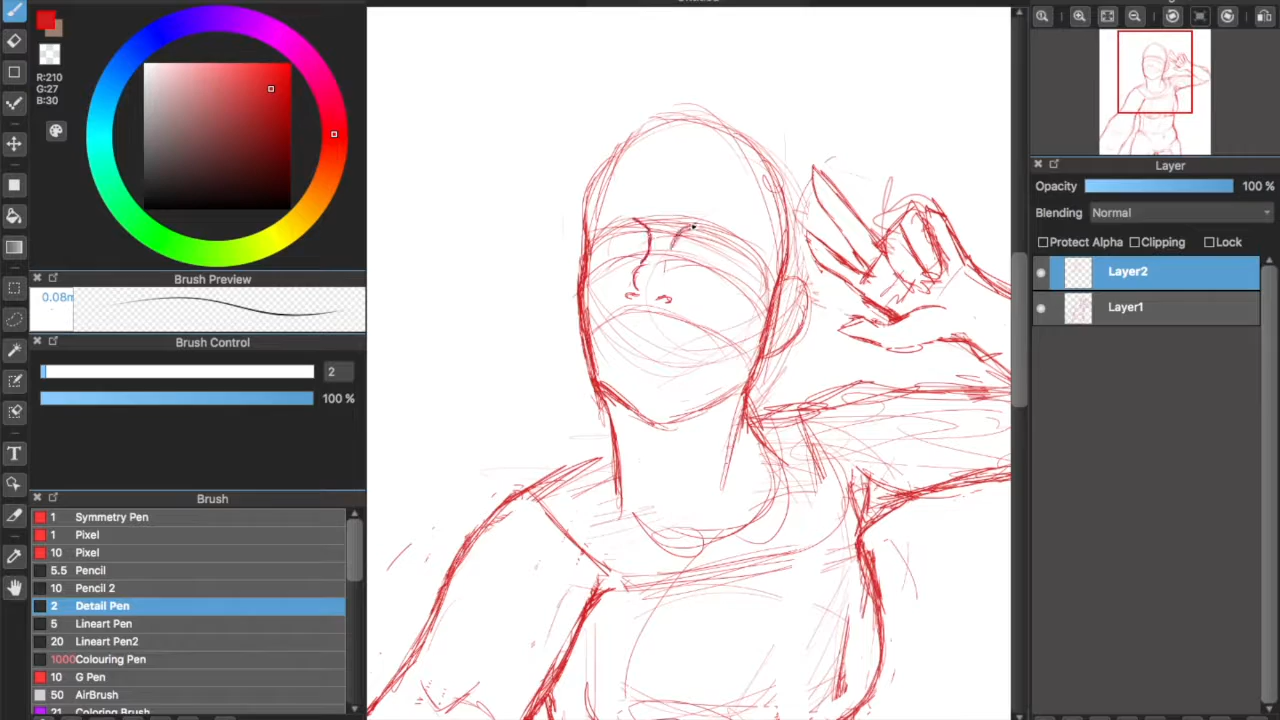 R:210
G:27
B:30
Brush Preview
0.08m
Brush Control
2
100 %
Brush
1 Symmetry Pen
1 Pixel
10 Pixel
5.5 Pencil
10 Pencil 2
2 Detail Pen
5 Lineart Pen
20 Lineart Pen2
1000 Colouring Pen
10 G Pen
50 AirBrush
21 Colouring Brush
T
Layer
Opacity 100 %
Blending Normal
Protect Alpha Clipping Lock
Layer2
Layer1